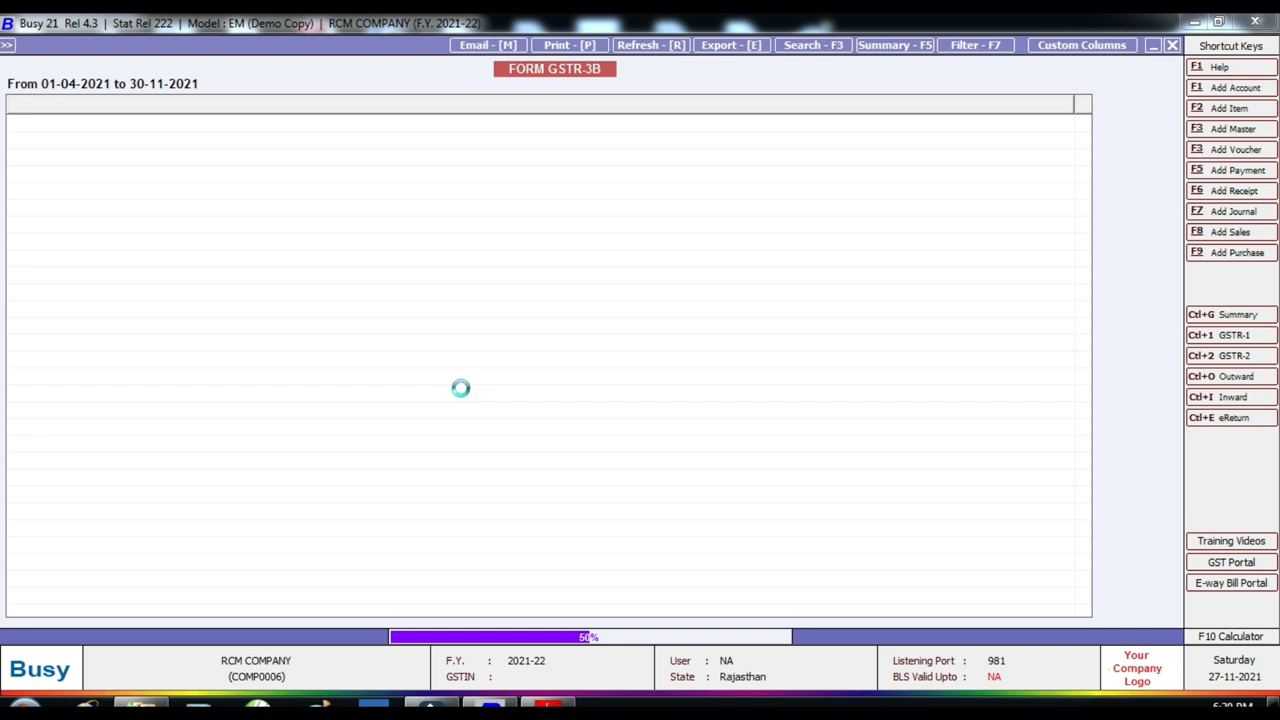 Busy 21 Rel 4.3 | Stat Rel 222 | Model : EM (Demo Copy) | RCM COMPANY (F.Y. 2021-22)
>> Email - [M] Print - [P] Refresh - [R] Export - [E] Search - F3 Summary - F5 Filter - F7 Custom Columns
FORM GSTR-3B
From 01-04-2021 to 30-11-2021
Shortcut Keys
F1 Help
F1 Add Account
F2 Add Item
F3 Add Master
F3 Add Voucher
F5 Add Payment
F6 Add Receipt
F7 Add Journal
F8 Add Sales
F9 Add Purchase
Ctl+G Summary
Ctl+1 GSTR-1
Ctl+2 GSTR-2
Ctl+O Outward
Ctl+I Inward
Ctl+E eReturn
Training Videos
GST Portal
E-way Bill Portal
50%
F10 Calculator
Busy
RCM COMPANY
(COMP0006)
F.Y. : 2021-22
GSTIN :
User : NA
State : Rajasthan
Listening Port : 981
BLS Valid Upto : NA
Your
Company
Logo
Saturday
27-11-2021